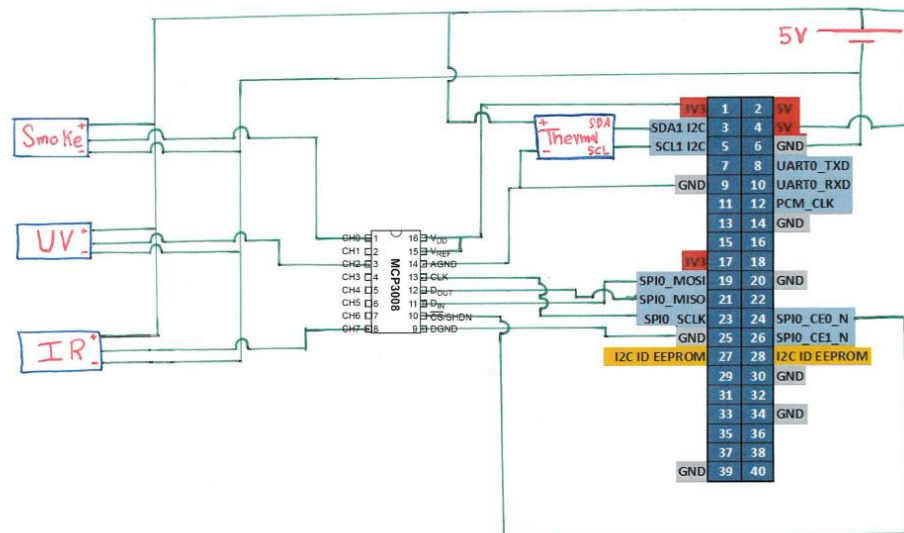 5V
Smoke + -
UV + -
IR + -
+ Thermal SDA
- SCL
MCP3008
CH0 1 16 VDD
CH1 2 15 VREF
CH2 3 14 AGND
CH3 4 13 CLK
CH4 5 12 DOUT
CH5 6 11 DIN
CH6 7 10 CS/SHDN
CH7 8 9 DGND
3V3 1 2 5V
SDA1 I2C 3 4 5V
SCL1 I2C 5 6 GND
7 8 UART0_TXD
GND 9 10 UART0_RXD
11 12 PCM_CLK
13 14 GND
15 16
3V3 17 18
SPI0_MOSI 19 20 GND
SPI0_MISO 21 22
SPI0_SCLK 23 24 SPI0_CE0_N
GND 25 26 SPI0_CE1_N
I2C ID EEPROM 27 28 I2C ID EEPROM
29 30 GND
31 32
33 34 GND
35 36
37 38
GND 39 40